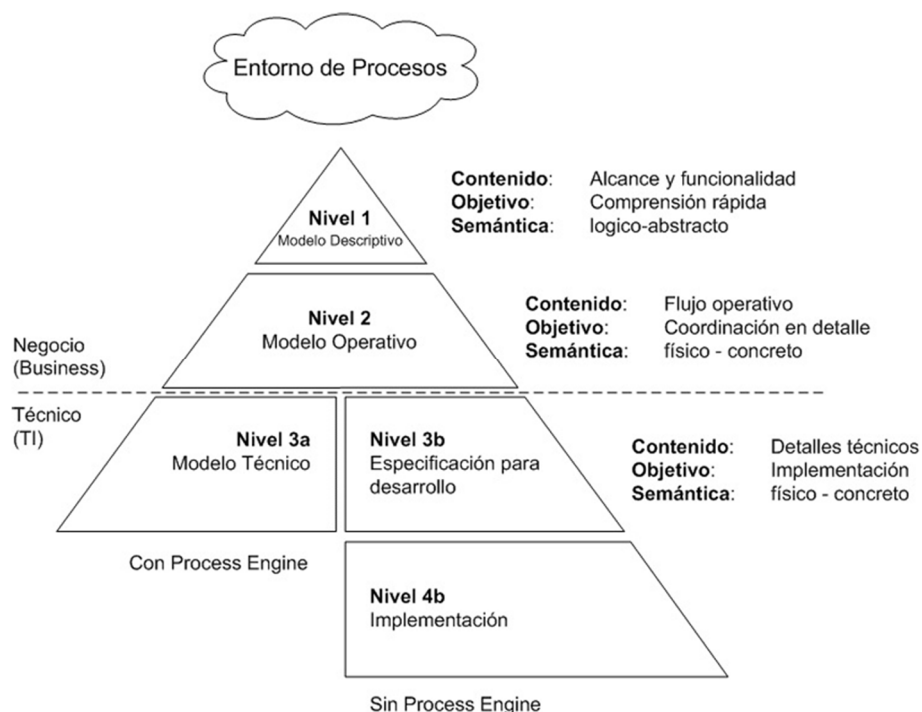 Entorno de Procesos
Nivel 1
Modelo Descriptivo
Contenido: Alcance y funcionalidad
Objetivo: Comprensión rápida
Semántica: logico-abstracto
Nivel 2
Modelo Operativo
Contenido: Flujo operativo
Objetivo: Coordinación en detalle
Semántica: físico - concreto
Negocio
(Business)
Técnico
(TI)
Nivel 3a
Modelo Técnico
Nivel 3b
Especificación para
desarrollo
Contenido: Detalles técnicos
Objetivo: Implementación
Semántica: físico - concreto
Con Process Engine
Nivel 4b
Implementación
Sin Process Engine